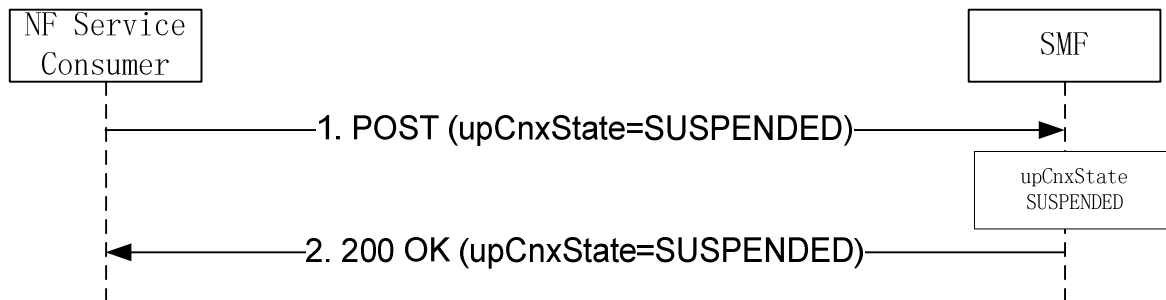 NF Service
Consumer
SMF
1. POST (upCnxState=SUSPENDED)
upCnxState
SUSPENDED
2. 200 OK (upCnxState=SUSPENDED)